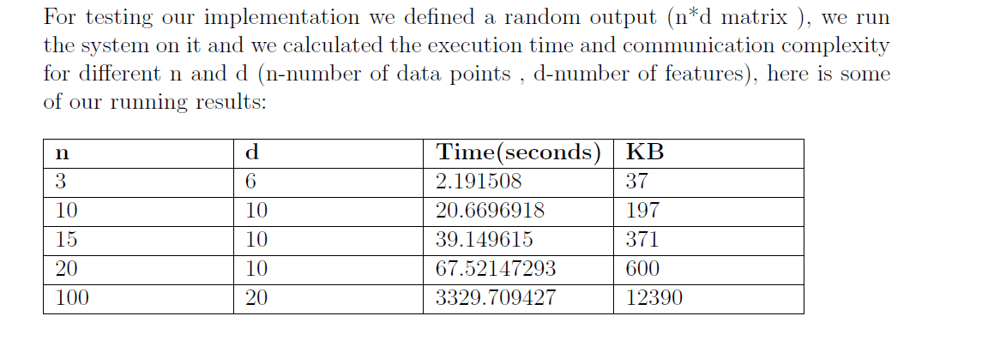 For testing our implementation we defined a random output (n*d matrix ), we run
the system on it and we calculated the execution time and communication complexity
for different n and d (n-number of data points , d-number of features), here is some
of our running results:
n d Time(seconds) KB
3 6 2.191508 37
10 10 20.6696918 197
15 10 39.149615 371
20 10 67.52147293 600
100 20 3329.709427 12390